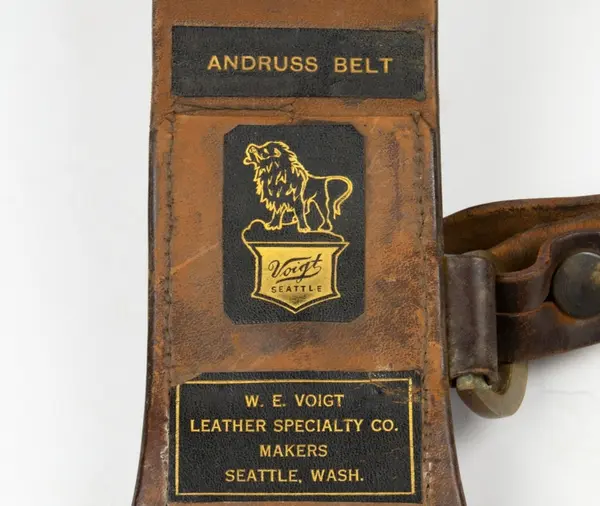 ANDRUSS BELT
Voigt
SEATTLE
W. E. VOIGT
LEATHER SPECIALTY CO.
MAKERS
SEATTLE, WASH.